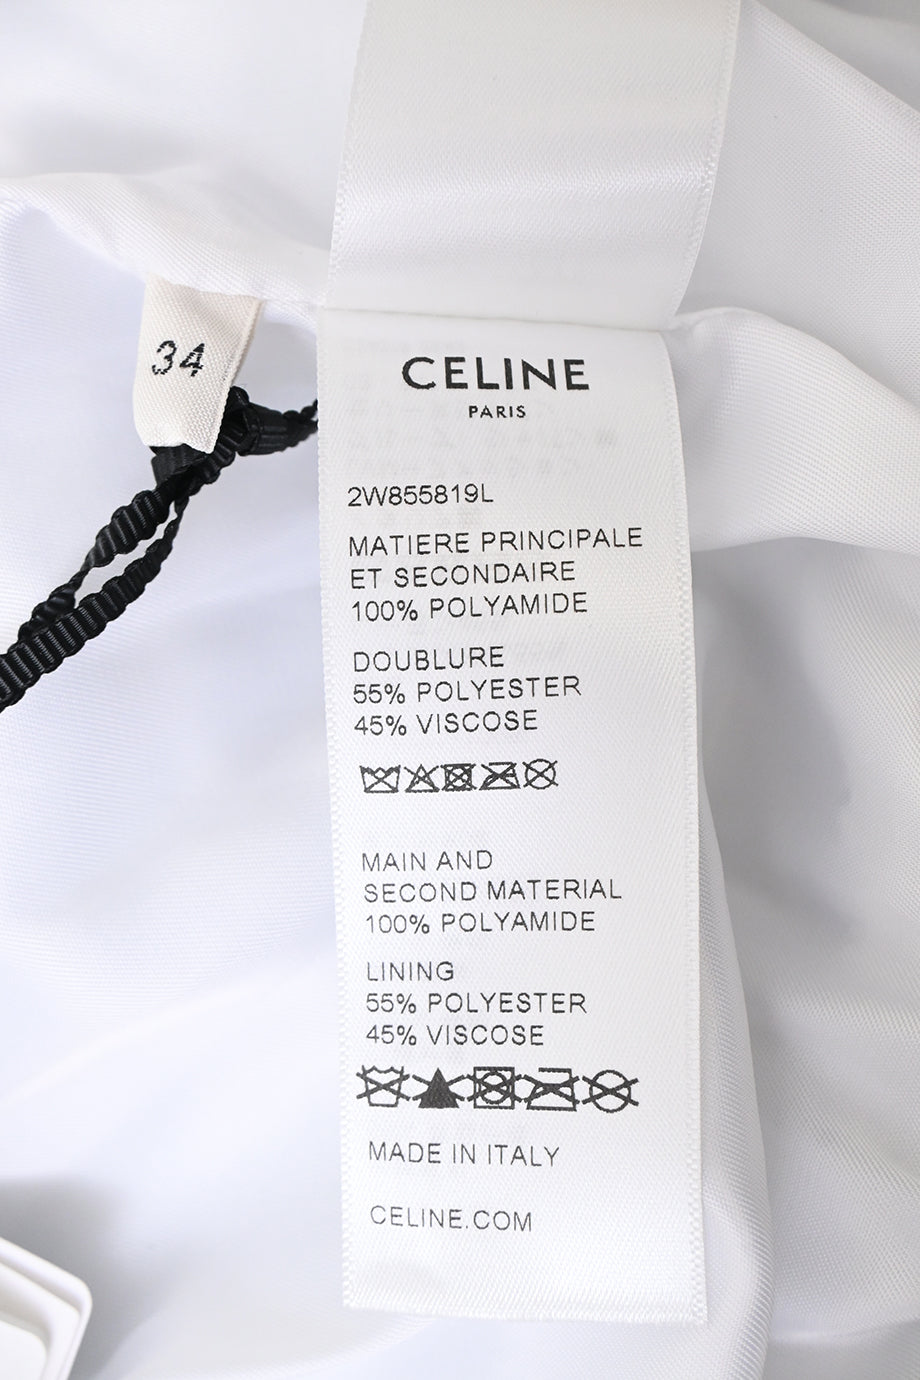 34
CELINE
PARIS
2W855819L
MATIERE PRINCIPALE
ET SECONDAIRE
100% POLYAMIDE
DOUBLURE
55% POLYESTER
45% VISCOSE
MAIN AND
SECOND MATERIAL
100% POLYAMIDE
LINING
55% POLYESTER
45% VISCOSE
MADE IN ITALY
CELINE.COM